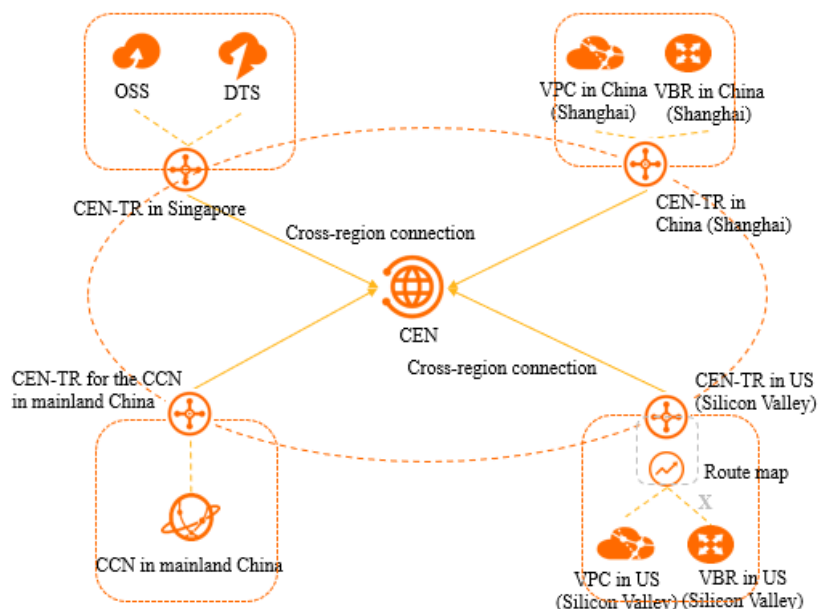 OSS
DTS
VPC in China
(Shanghai)
VBR in China
(Shanghai)
CEN-TR in Singapore
CEN-TR in
China (Shanghai)
Cross-region connection
CEN
Cross-region connection
CEN-TR for the CCN
in mainland China
CEN-TR in US
(Silicon Valley)
Route map
X
CCN in mainland China
VPC in US
(Silicon Valley)
VBR in US
(Silicon Valley)